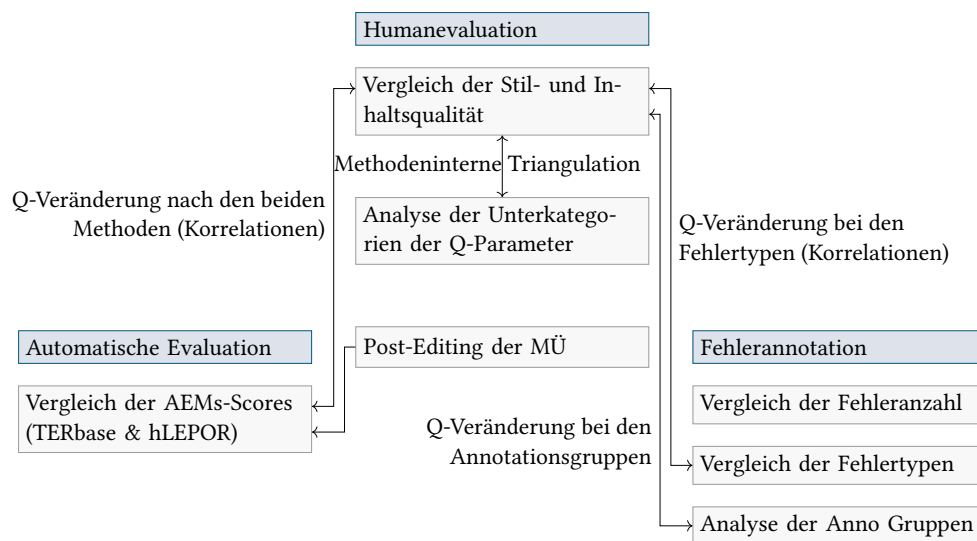 Humanevaluation
Vergleich der Stil- und In-
haltsqualität
Methodeninterne Triangulation
Q-Veränderung nach den beiden
Methoden (Korrelationen)
Analyse der Unterkatego-
rien der Q-Parameter
Q-Veränderung bei den
Fehlertypen (Korrelationen)
Automatische Evaluation
Post-Editing der MÜ
Fehlerannotation
Vergleich der AEMs-Scores
(TERbase & hLEPOR)
Vergleich der Fehleranzahl
Q-Veränderung bei den
Annotationsgruppen
Vergleich der Fehlertypen
Analyse der Anno Gruppen